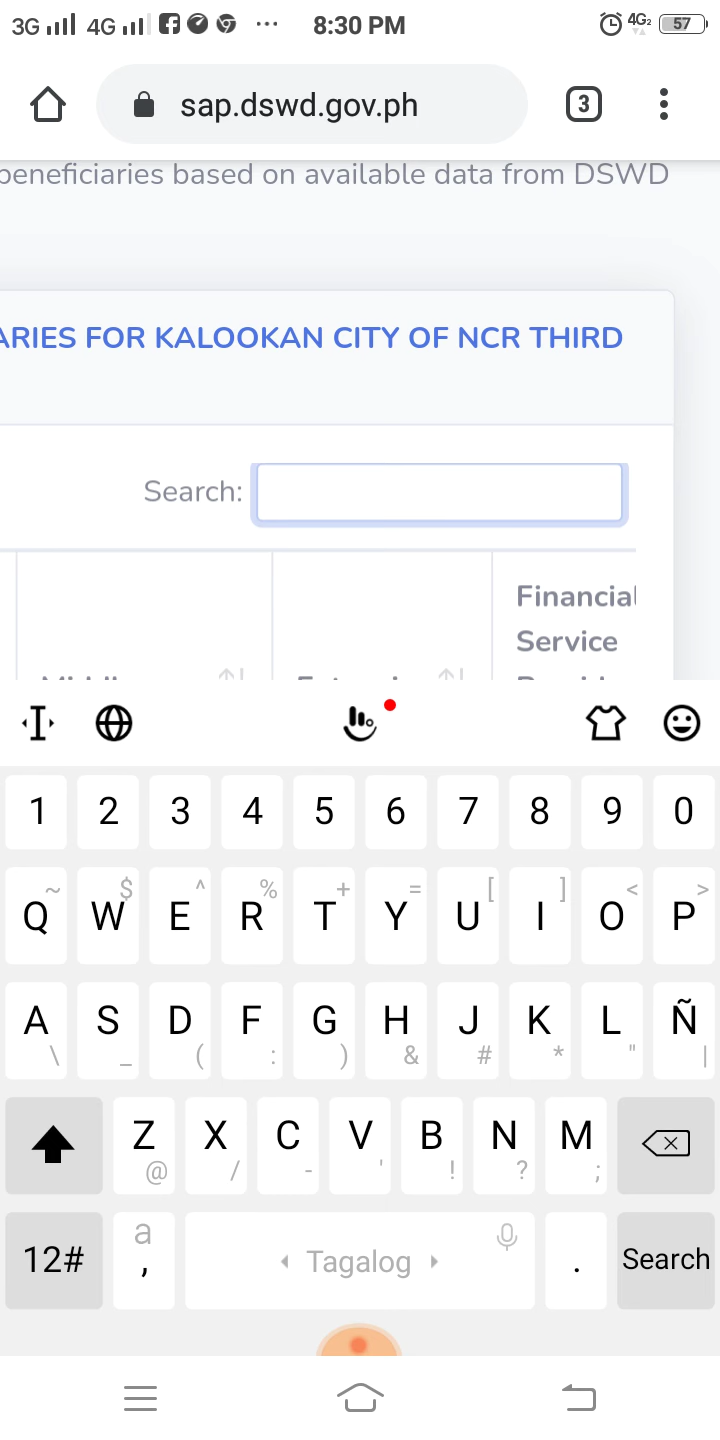 3G 4G ... 8:30 PM 4G2 57
sap.dswd.gov.ph 3
beneficiaries based on available data from DSWD
ARIES FOR KALOOKAN CITY OF NCR THIRD
Search:
Financial
Service
1 2 3 4 5 6 7 8 9 0
~ $ ^ % + = [ ] < >
Q W E R T Y U I O P
A S D F G H J K L Ñ
\ _ ( : ) & # * " |
Z X C V B N M
@ / - ' ! ? ;
12# a , Tagalog . Search